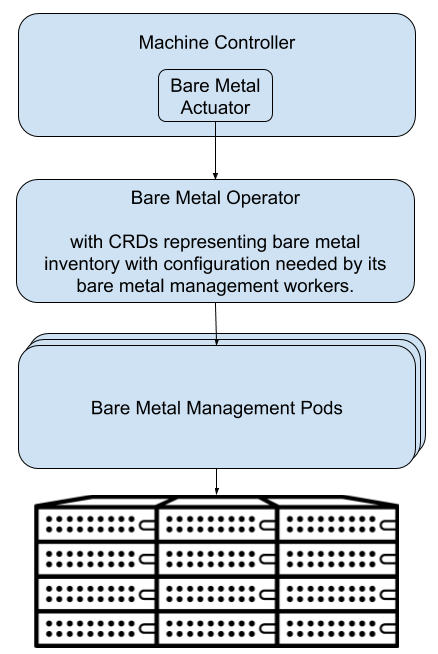 Machine Controller
Bare Metal
Actuator
Bare Metal Operator
with CRDs representing bare metal
inventory with configuration needed by its
bare metal management workers.
Bare Metal Management Pods